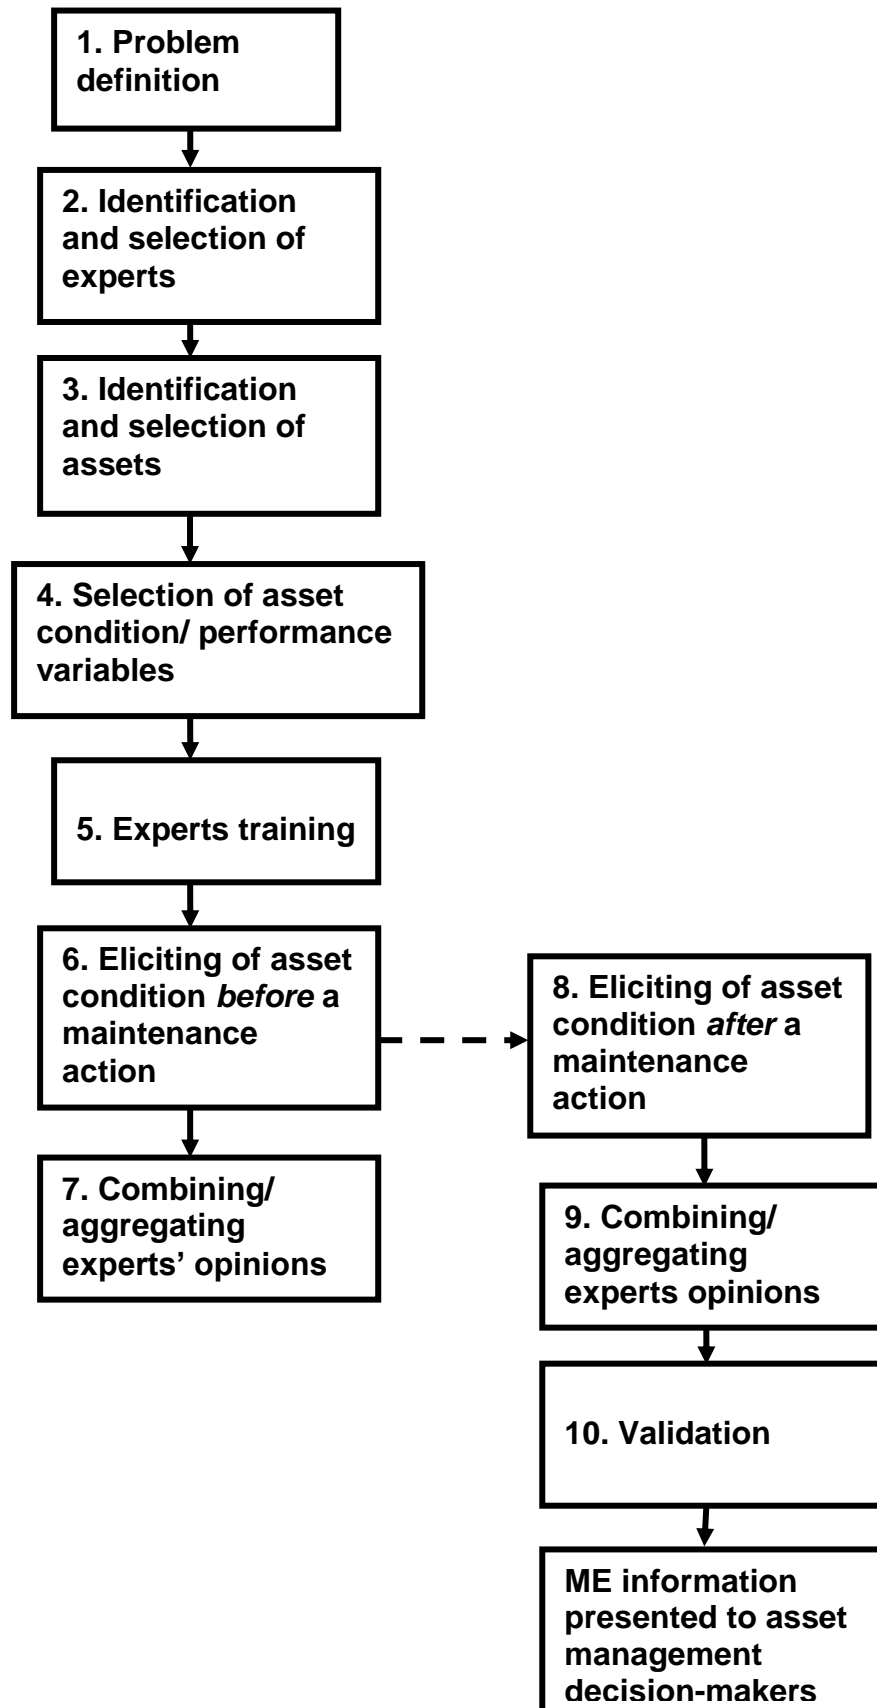 1. Problem
definition
2. Identification
and selection of
experts
3. Identification
and selection of
assets
4. Selection of asset
condition/ performance
variables
5. Experts training
6. Eliciting of asset
condition before a
maintenance
action
7. Combining/
aggregating
experts’ opinions
8. Eliciting of asset
condition after a
maintenance
action
9. Combining/
aggregating
experts opinions
10. Validation
ME information
presented to asset
management
decision-makers